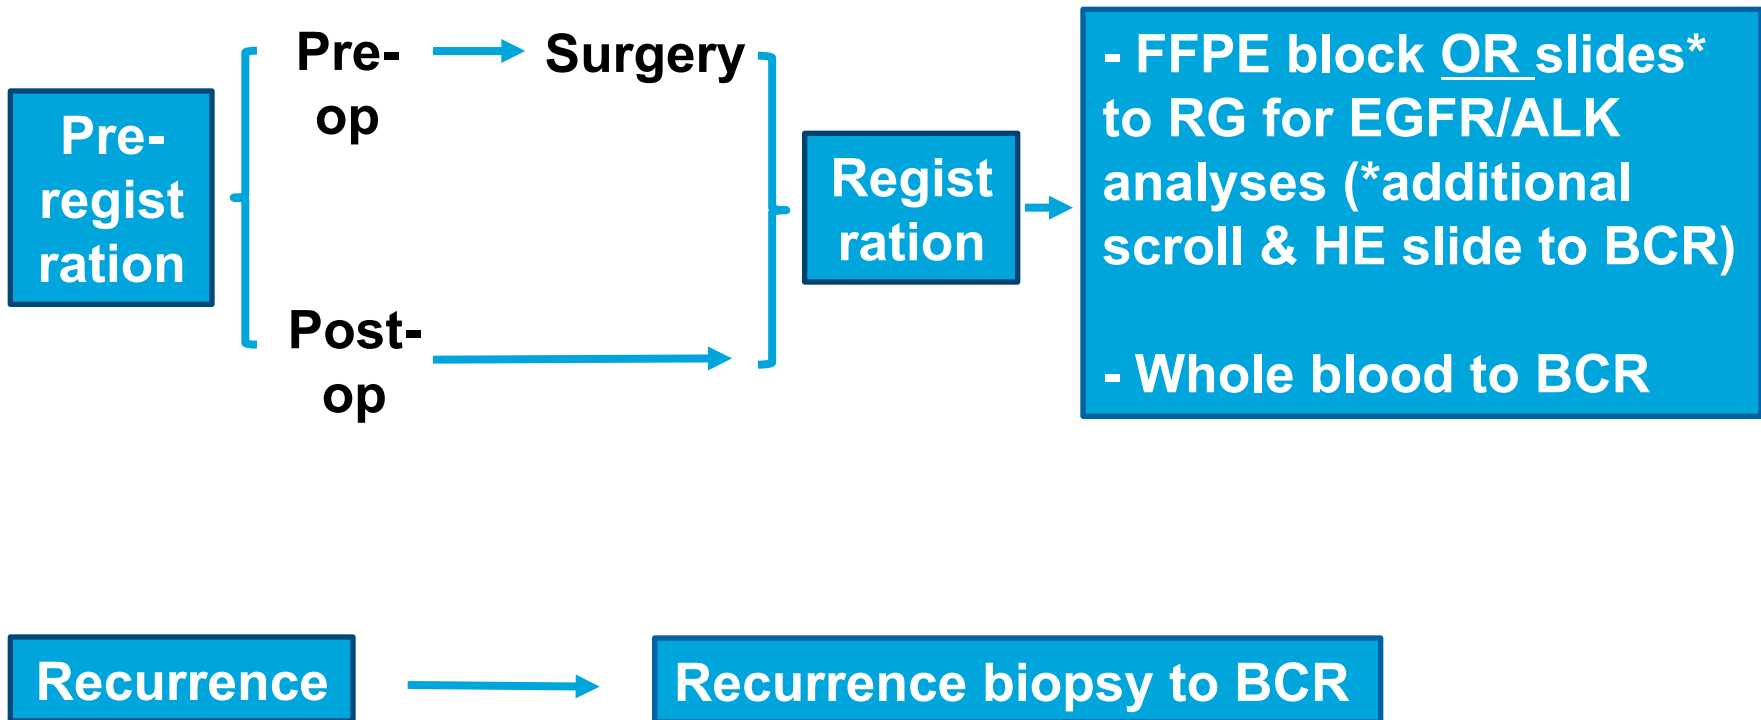 Pre-
regist
ration
Pre-
op
Surgery
Post-
op
Regist
ration
- FFPE block OR slides*
to RG for EGFR/ALK
analyses (*additional
scroll & HE slide to BCR)
- Whole blood to BCR
Recurrence
Recurrence biopsy to BCR